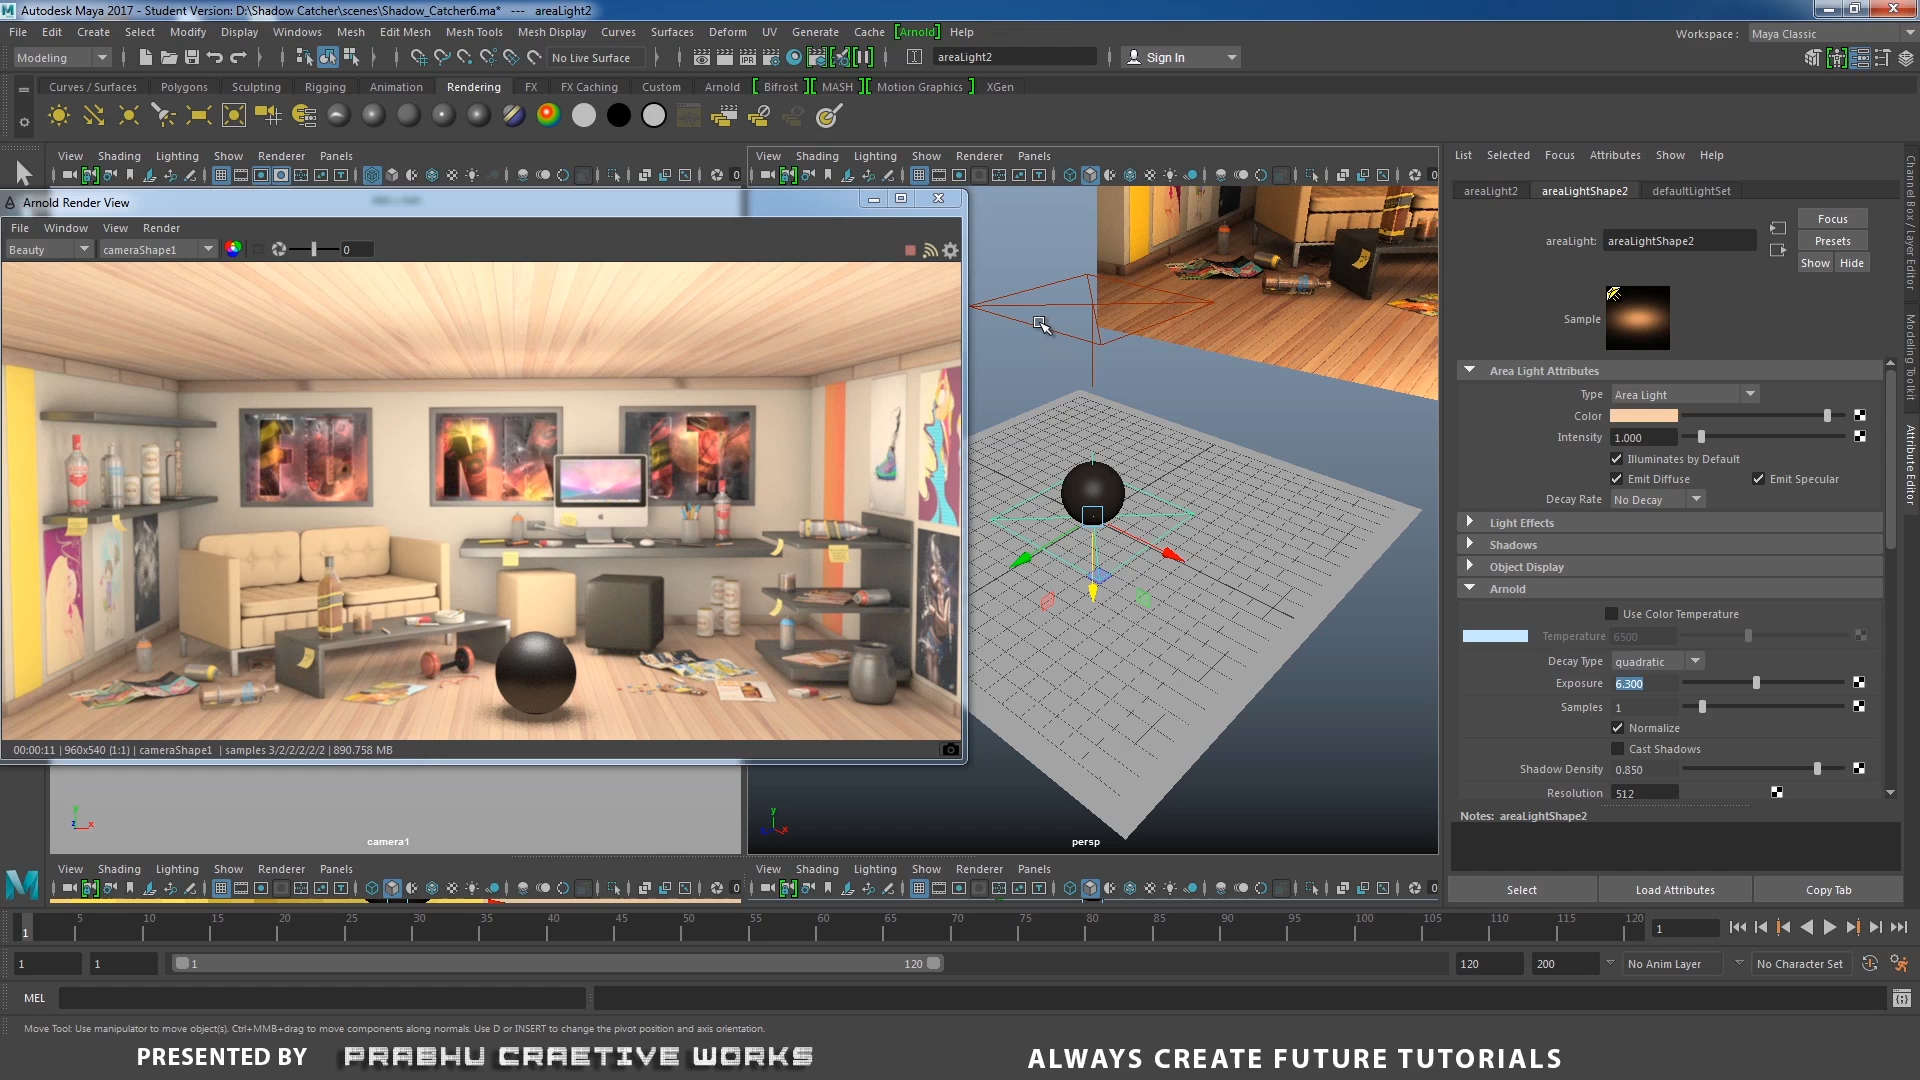 Autodesk Maya 2017 - Student Version: D:\Shadow Catcher\scenes\Shadow_Catcher6.ma* --- areaLight2
File Edit Create Select Modify Display Windows Mesh Edit Mesh Mesh Tools Mesh Display Curves Surfaces Deform UV Generate Cache [Arnold] Help
Workspace : Maya Classic
Modeling No Live Surface areaLight2 Sign In
Curves / Surfaces Polygons Sculpting Rigging Animation Rendering FX FX Caching Custom Arnold Bifrost MASH Motion Graphics XGen
View Shading Lighting Show Renderer Panels
View Shading Lighting Show Renderer Panels
List Selected Focus Attributes Show Help
areaLight2 areaLightShape2 defaultLightSet
Arnold Render View
File Window View Render
Beauty cameraShape1 0
IPR
areaLight: areaLightShape2
Focus
Presets
Show Hide
Sample
Area Light Attributes
Type Area Light
Color
Intensity 1.000
Illuminates by Default
Emit Diffuse Emit Specular
Decay Rate No Decay
Light Effects
Shadows
Object Display
Arnold
Use Color Temperature
Temperature 6500
Decay Type quadratic
Exposure 6.300
Samples 1
Normalize
Cast Shadows
Shadow Density 0.850
Resolution 512
Notes: areaLightShape2
Select Load Attributes Copy Tab
Channel Box / Layer Editor
Modeling Toolkit
Attribute Editor
FU
00:00:11 | 960x540 (1:1) | cameraShape1 | samples 3/2/2/2/2/2 | 890.758 MB
y
z x
camera1
y
x
persp
View Shading Lighting Show Renderer Panels
View Shading Lighting Show Renderer Panels
1 5 10 15 20 25 30 35 40 45 50 55 60 65 70 75 80 85 90 95 100 105 110 115 120 1
1 1 1 120 120 200 No Anim Layer No Character Set
MEL
Move Tool: Use manipulator to move object(s). Ctrl+MMB+drag to move components along normals. Use D or INSERT to change the pivot position and axis orientation.
PRESENTED BY PRABHU CRAETIVE WORKS ALWAYS CREATE FUTURE TUTORIALS